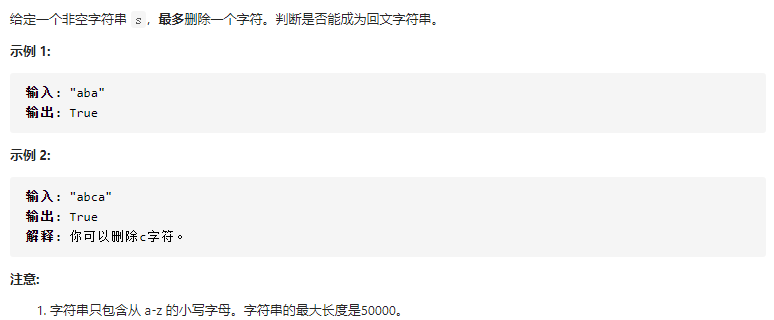 给定一个非空字符串 s，最多删除一个字符。判断是否能成为回文字符串。
示例 1:
输入: "aba"
输出: True
示例 2:
输入: "abca"
输出: True
解释: 你可以删除c字符。
注意:
1. 字符串只包含从 a-z 的小写字母。字符串的最大长度是50000。